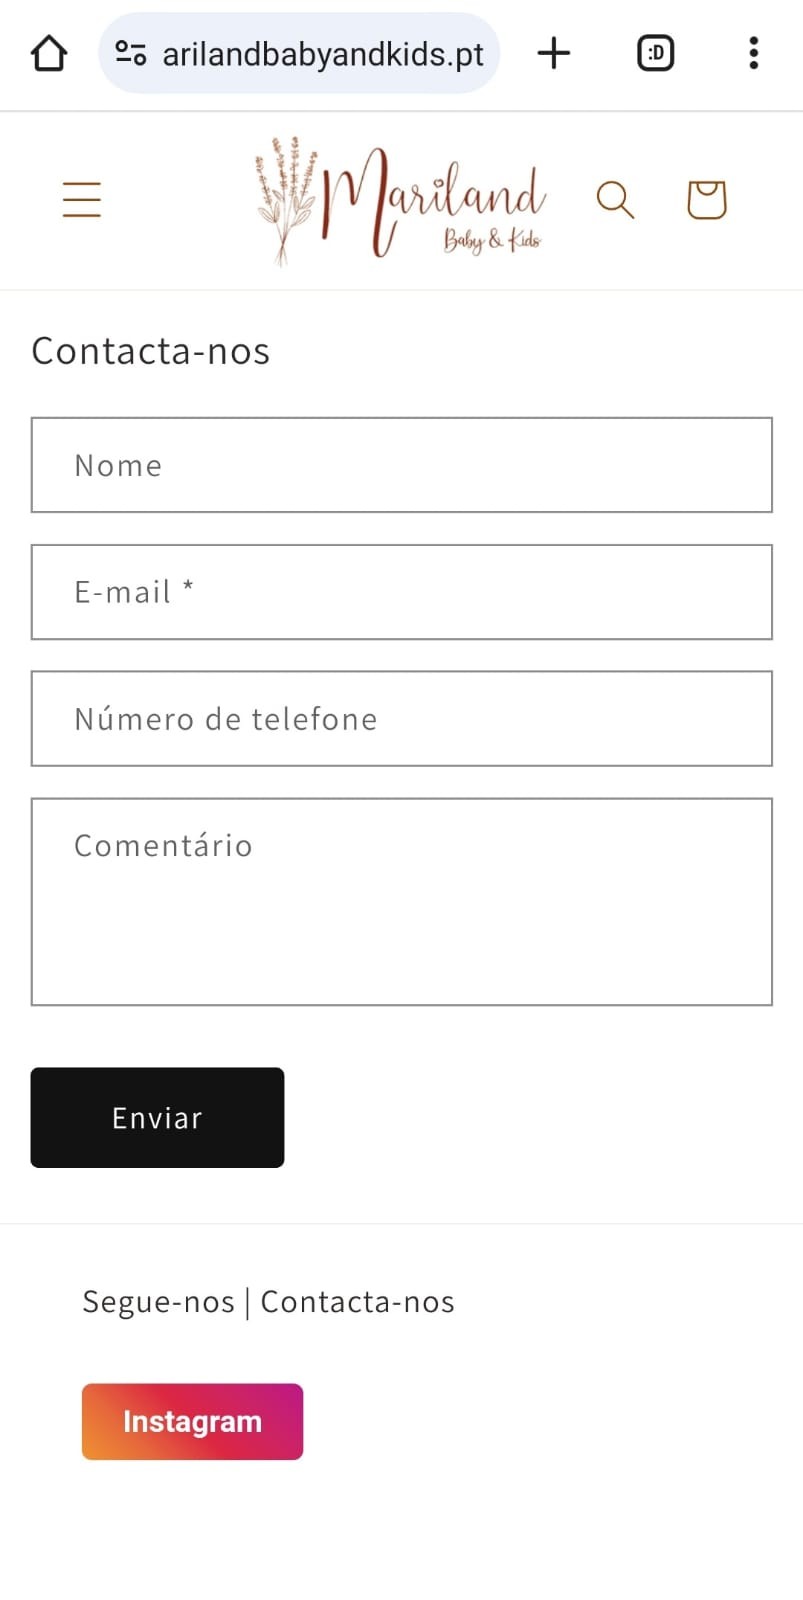 arilandbabyandkids.pt
:D
Mariland
Baby & Kids
Contacta-nos
Nome
E-mail *
Número de telefone
Comentário
Enviar
Segue-nos | Contacta-nos
Instagram